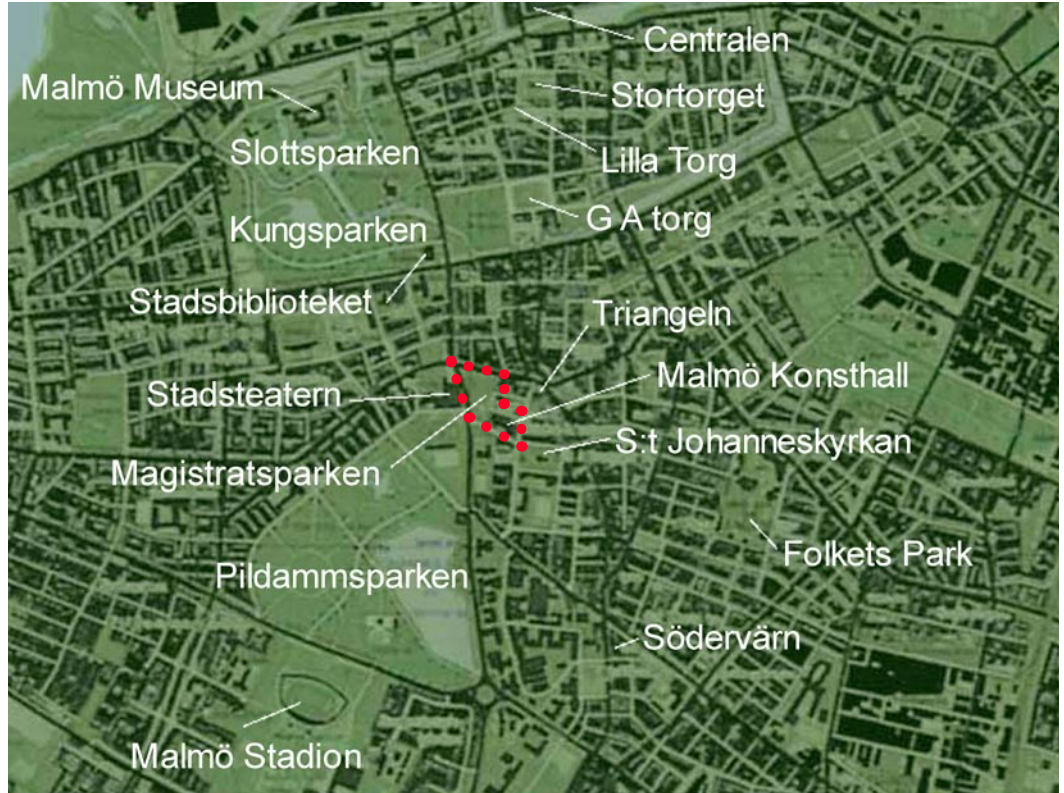 Centralen
Malmö Museum
Stortorget
Slottsparken
Lilla Torg
Kungsparken
G A torg
Stadsbiblioteket
Triangeln
Malmö Konsthall
Stadsteatern
S:t Johanneskyrkan
Magistratsparken
Folkets Park
Pildammsparken
Södervärn
Malmö Stadion